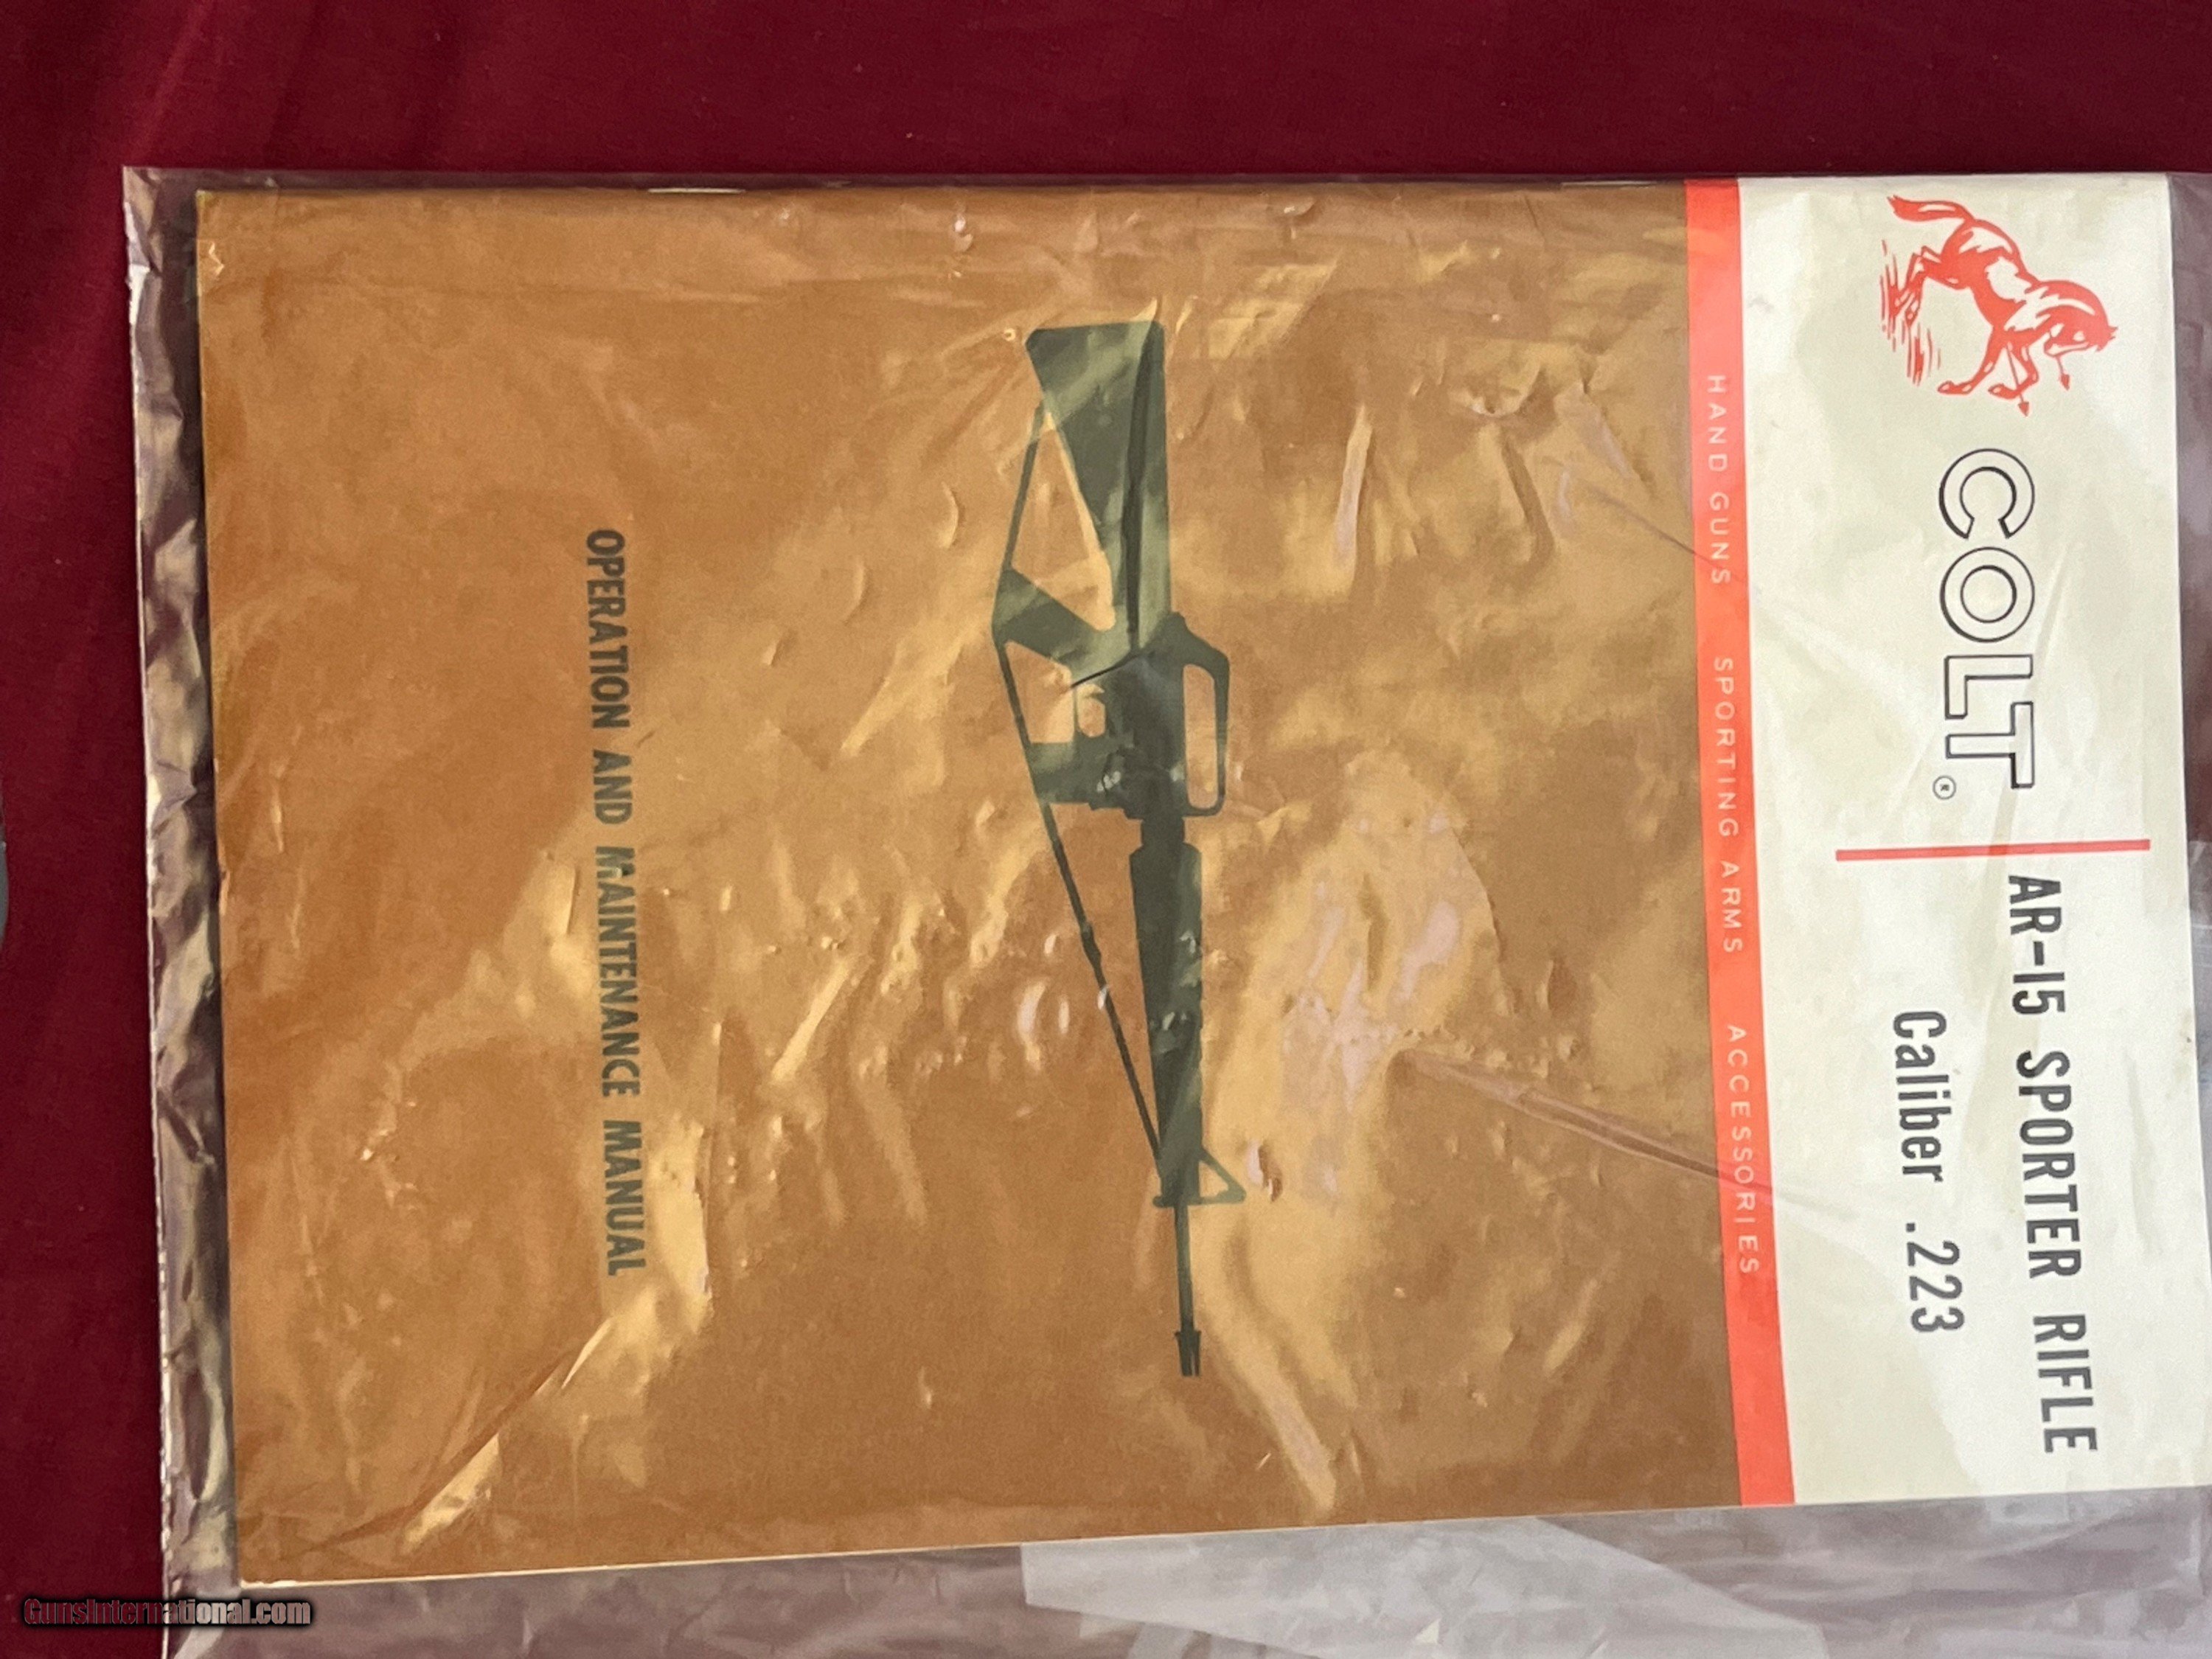 COLT®
AR-15 SPORTER RIFLE
Caliber .223
HAND GUNS SPORTING ARMS ACCESSORIES
OPERATION AND MAINTENANCE MANUAL
GunsInternational.com